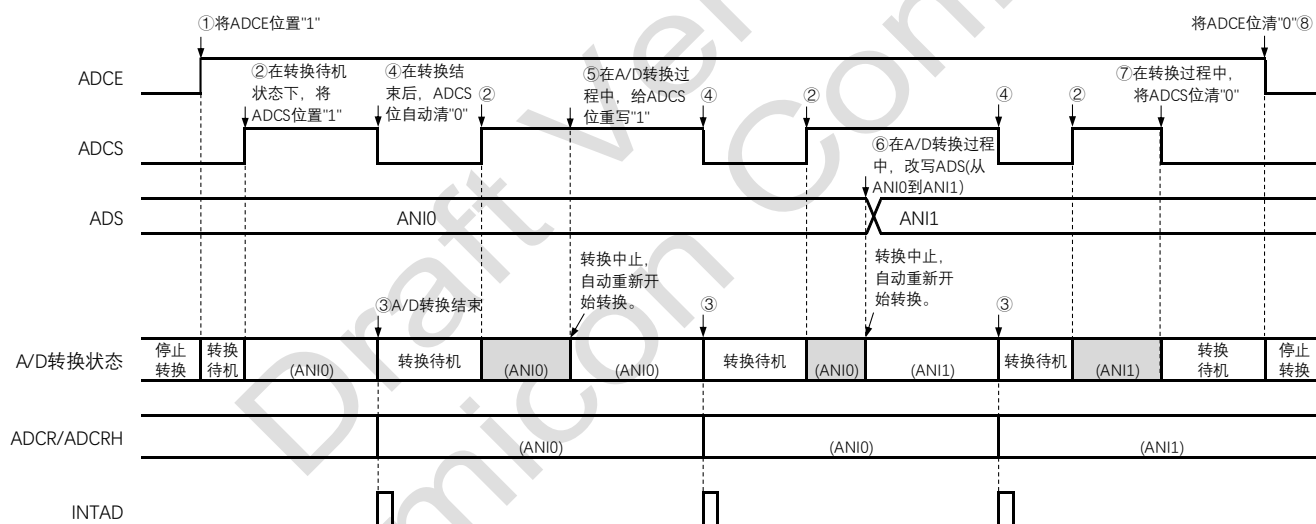 ①将ADCE位置"1"
将ADCE位清"0"⑧
ADCE
②在转换待机
状态下，将
ADCS位置"1"
④在转换结
束后，ADCS
位自动清"0"
②
⑤在A/D转换过
程中，给ADCS
位重写"1"
④
②
④
②
⑦在转换过程中，
将ADCS位清"0"
ADCS
⑥在A/D转换过程
中，改写ADS(从
ANI0到ANI1)
ADS
ANI0
ANI1
转换中止，
自动重新开
始转换。
转换中止，
自动重新开
始转换。
③A/D转换结束
③
③
A/D转换状态
停止
转换
转换
待机
(ANI0)
转换待机
(ANI0)
(ANI0)
转换待机
(ANI0)
(ANI1)
转换待机
(ANI1)
转换
待机
停止
转换
ADCR/ADCRH
(ANI0)
(ANI0)
(ANI1)
INTAD
Draft Ver
micon Com